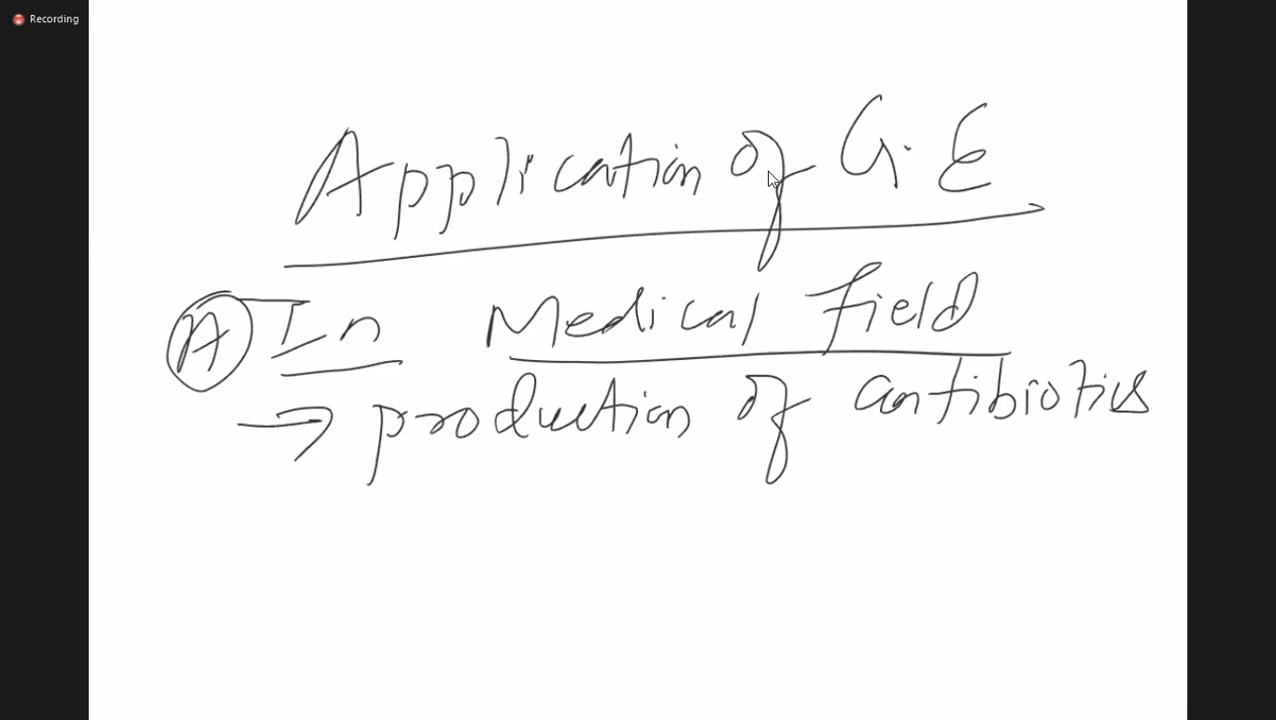 Recording
Application of G.E
A In Medical field
→ production of antibiotics